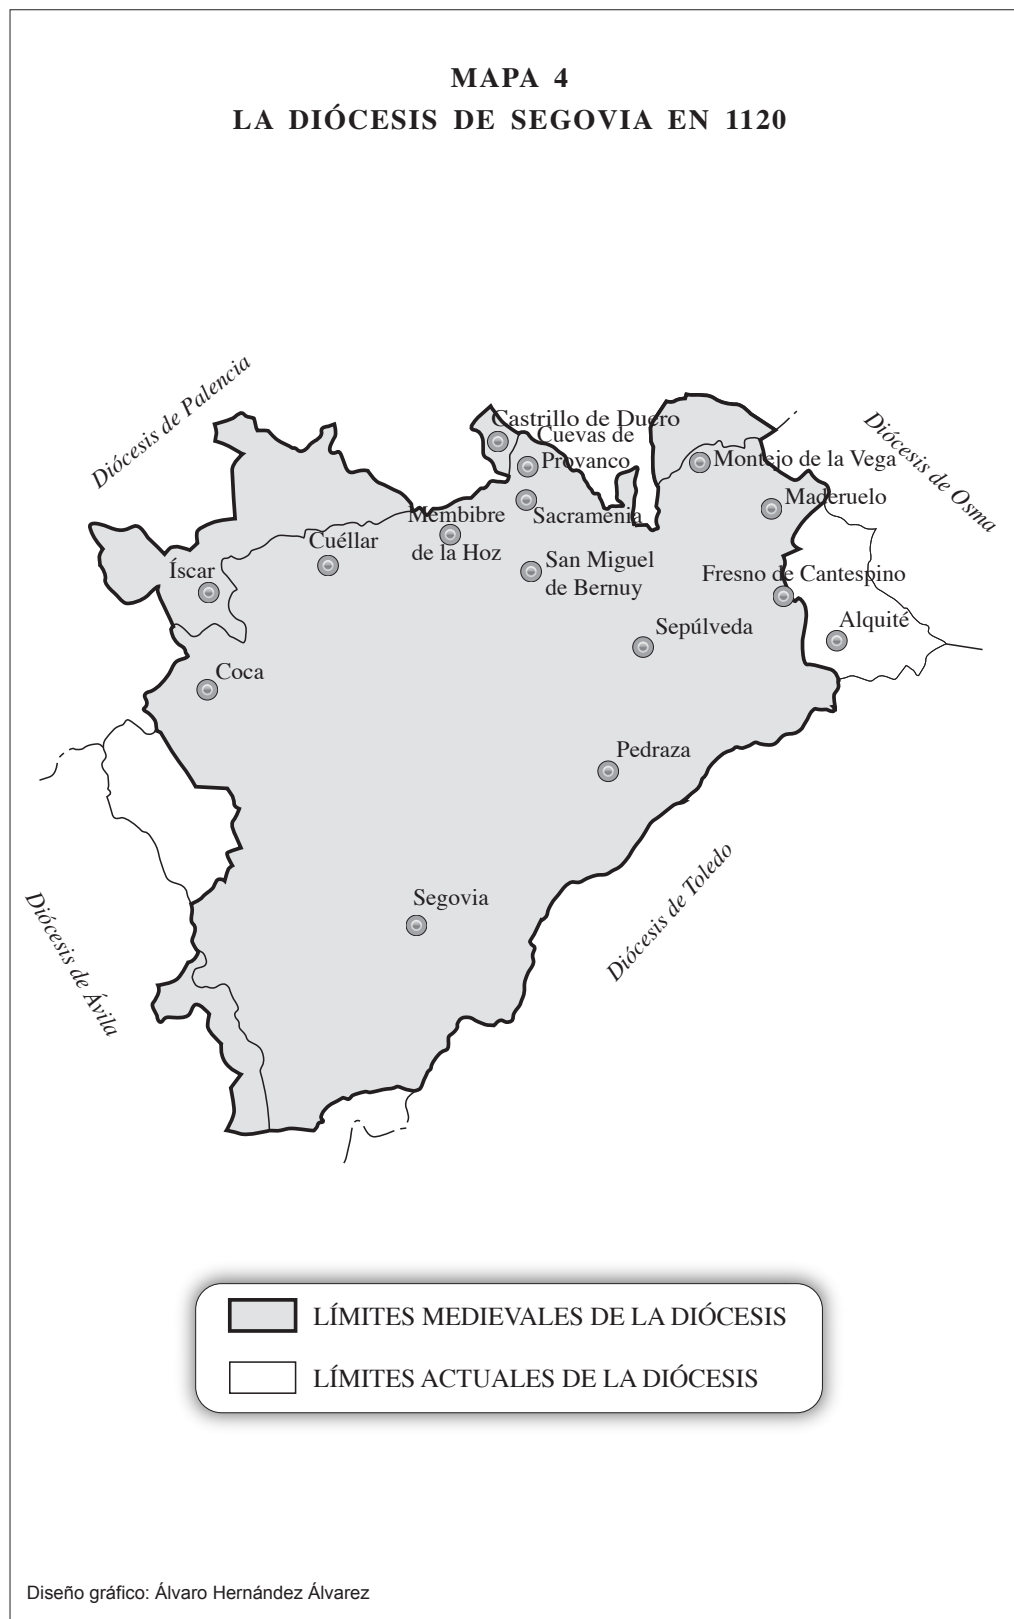 MAPA 4
LA DIÓCESIS DE SEGOVIA EN 1120
Diócesis de Palencia
Diócesis de Osma
Castrillo de Duero
Cuevas de
Provanco
Montejo de la Vega
Maderuelo
Sacramenia
Membibre
de la Hoz
Cuéllar
Íscar
San Miguel
de Bernuy
Fresno de Cantespino
Alquité
Sepúlveda
Coca
Pedraza
Segovia
Diócesis de Toledo
Diócesis de Ávila
LÍMITES MEDIEVALES DE LA DIÓCESIS
LÍMITES ACTUALES DE LA DIÓCESIS
Diseño gráfico: Álvaro Hernández Álvarez